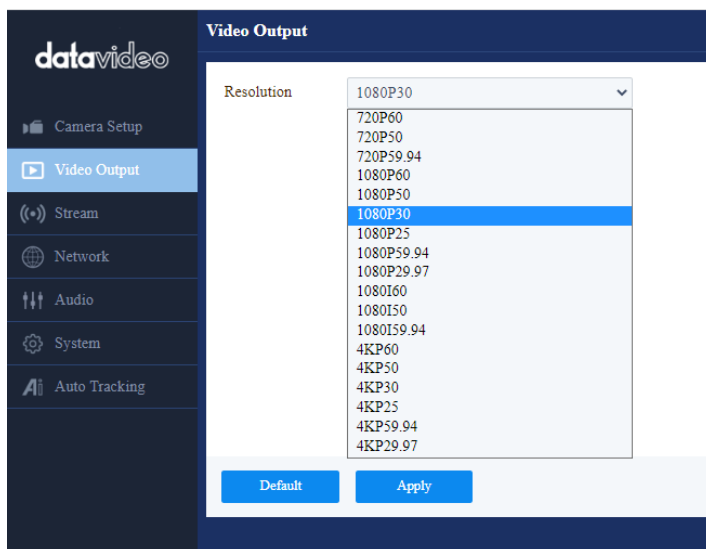 datavideo
Camera Setup
Video Output
Stream
Network
Audio
System
Ai Auto Tracking
Video Output
Resolution
1080P30
720P60
720P50
720P59.94
1080P60
1080P50
1080P30
1080P25
1080P59.94
1080P29.97
1080I60
1080I50
1080I59.94
4KP60
4KP50
4KP30
4KP25
4KP59.94
4KP29.97
Default
Apply